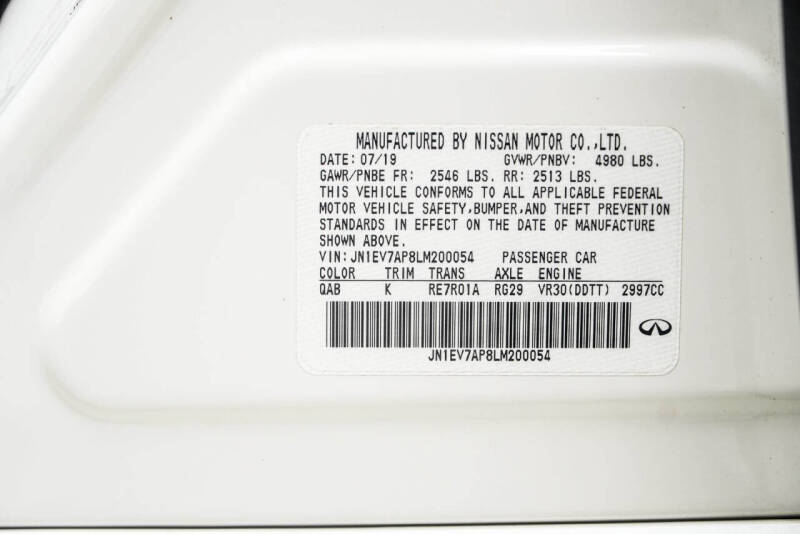 MANUFACTURED BY NISSAN MOTOR CO.,LTD.
DATE: 07/19 GVWR/PNBV: 4980 LBS.
GAWR/PNBE FR: 2546 LBS. RR: 2513 LBS.
THIS VEHICLE CONFORMS TO ALL APPLICABLE FEDERAL
MOTOR VEHICLE SAFETY,BUMPER,AND THEFT PREVENTION
STANDARDS IN EFFECT ON THE DATE OF MANUFACTURE
SHOWN ABOVE.
VIN: JN1EV7AP8LM200054 PASSENGER CAR
COLOR TRIM TRANS AXLE ENGINE
QAB K RE7R01A RG29 VR30(DDTT) 2997CC
JN1EV7AP8LM200054